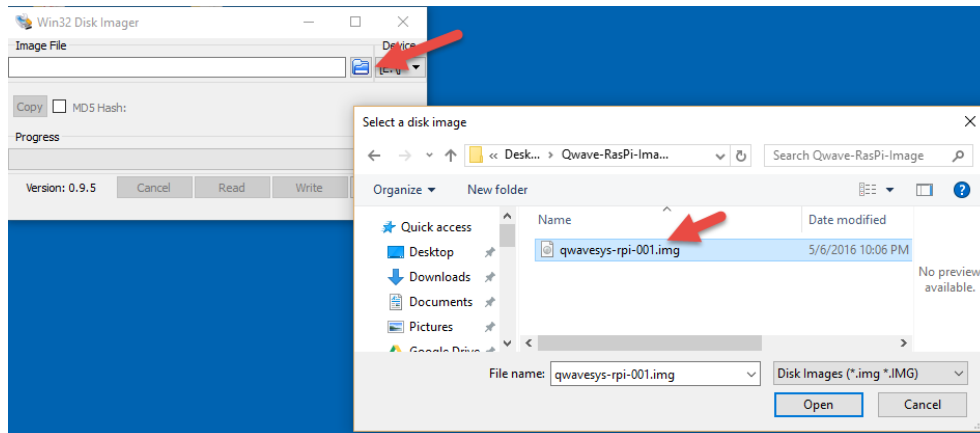 Win32 Disk Imager
Image File
Device
Copy
MD5 Hash:
Progress
Version: 0.9.5
Cancel
Read
Write
Select a disk image
« Desk... › Qwave-RasPi-Ima...
Search Qwave-RasPi-Image
Organize
New folder
Name
Date modified
Quick access
Desktop
Downloads
Documents
Pictures
Google Drive
qwavesys-rpi-001.img
5/6/2016 10:06 PM
No preview
available.
File name:
qwavesys-rpi-001.img
Disk Images (*.img *.IMG)
Open
Cancel